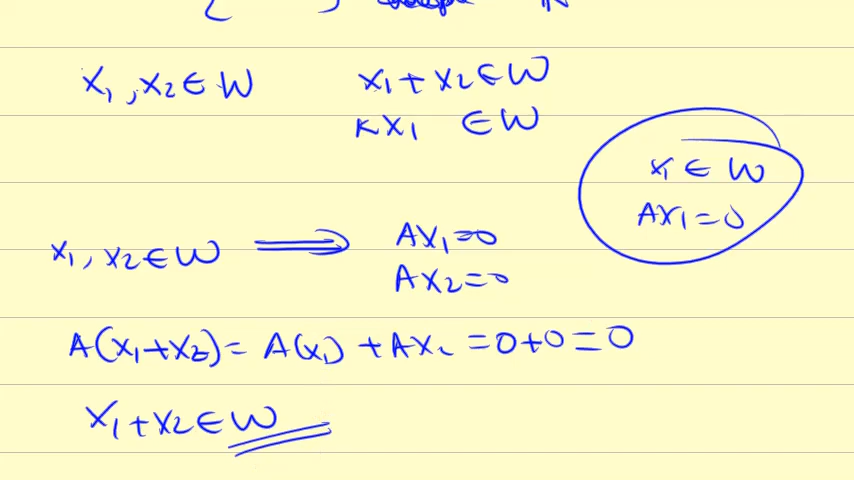 x₁, x₂ ∈ W    x₁ + x₂ ∈ W
kx₁ ∈ W
x₁ ∈ W
Ax₁ = 0
x₁, x₂ ∈ W ⟹ Ax₁ = 0
Ax₂ = 0
A(x₁+x₂) = A(x₁) + Ax₂ = 0+0 = 0
x₁ + x₂ ∈ W